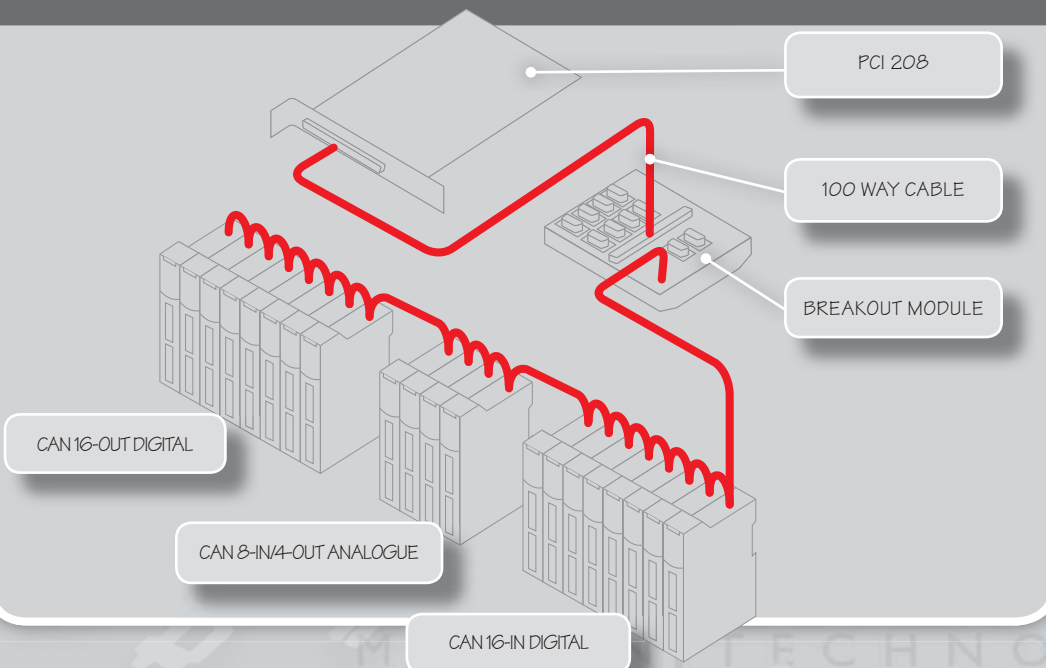 PCI 208
100 WAY CABLE
BREAKOUT MODULE
CAN 16-OUT DIGITAL
CAN 8-IN/4-OUT ANALOGUE
CAN 16-IN DIGITAL